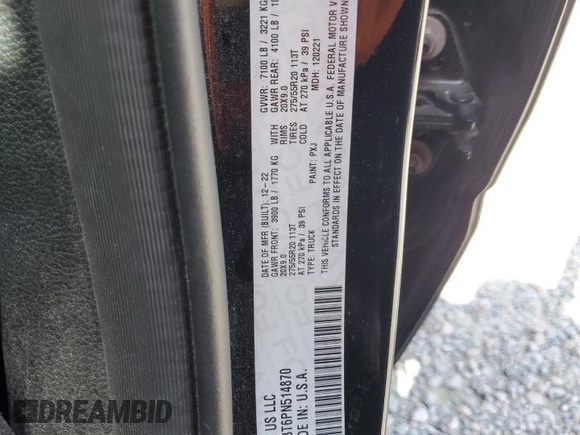 US LLC
DATE OF MFR (BUILT): 12-22
GVWR: 7100 LB / 3221 KG
GAWR FRONT: 3900 LB / 1770 KG WITH GAWR REAR: 4100 LB /
20X9.0 RIMS 20X9.0
275/55R20 113T TIRES 275/55R20 113T
AT 270 kPa / 39 PSI COLD AT 270 kPa / 39 PSI
TYPE: TRUCK PAINT: PXJ MDH: 120221
THIS VEHICLE CONFORMS TO ALL APPLICABLE U.S.A. FEDERAL MOTOR
STANDARDS IN EFFECT ON THE DATE OF MANUFACTURE SHOWN
T6PN514870
DE IN: U.S.A.
DREAMBID